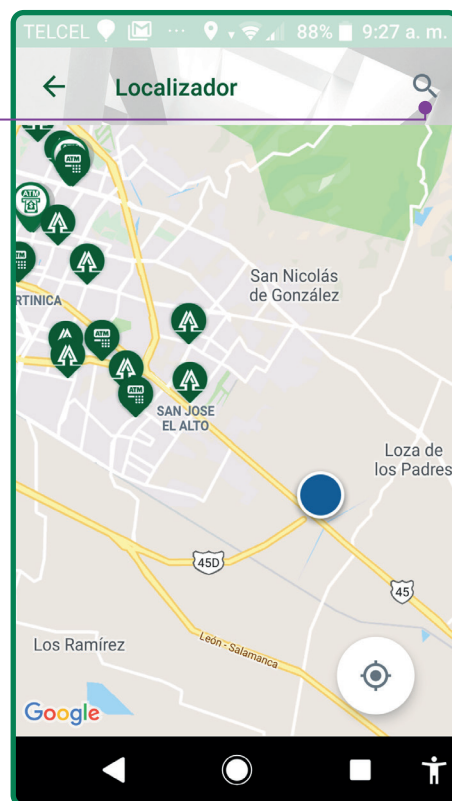 TELCEL 88% 9:27 a. m.
Localizador
ATM
ATM
San Nicolás
de González
RTINICA
ATM
ATM
SAN JOSE
EL ALTO
Loza de
los Padres
45D
45
León - Salamanca
Los Ramírez
Google